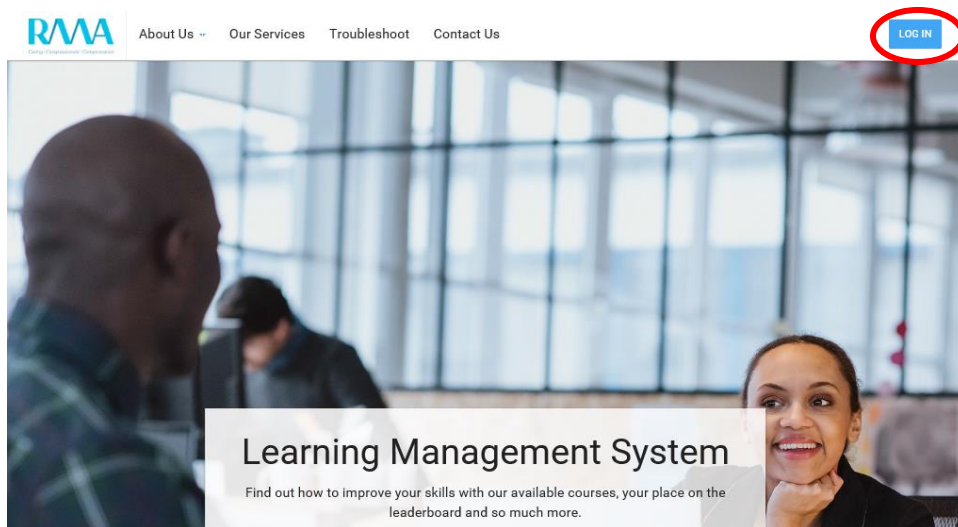 RMA
About Us
Our Services
Troubleshoot
Contact Us
LOG IN
Learning Management System
Find out how to improve your skills with our available courses, your place on the
leaderboard and so much more.